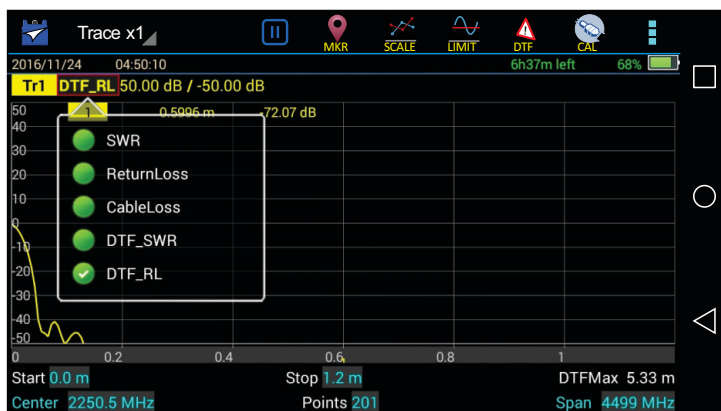 Trace x1
MKR SCALE LIMIT DTF CAL
2016/11/24 04:50:10 6h37m left 68%
Tr1 DTF_RL 50.00 dB / -50.00 dB
1 0.5996 m -72.07 dB
50
40
30
20
10
0
-10
-20
-30
-40
-50
SWR
ReturnLoss
CableLoss
DTF_SWR
DTF_RL
0 0.2 0.4 0.6 0.8 1
Start 0.0 m Stop 1.2 m DTFMax 5.33 m
Center 2250.5 MHz Points 201 Span 4499 MHz